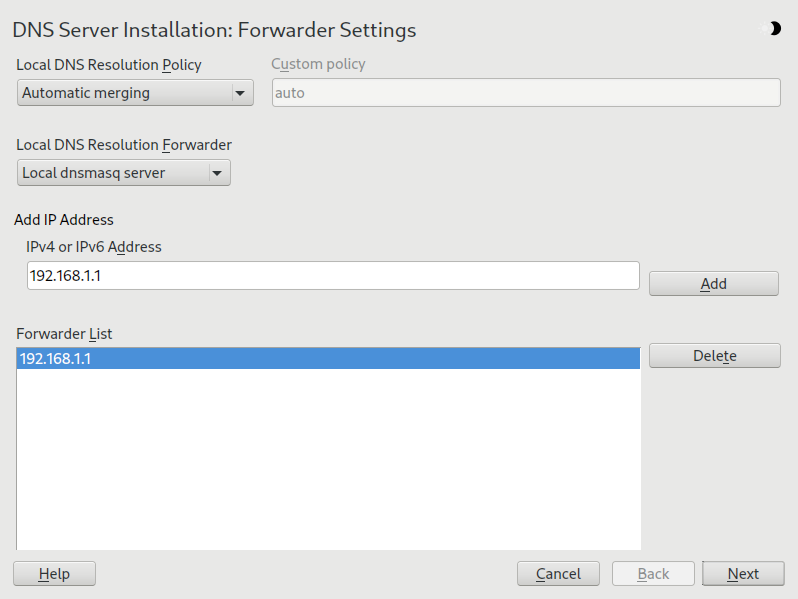 DNS Server Installation: Forwarder Settings
Local DNS Resolution Policy
Custom policy
Automatic merging
auto
Local DNS Resolution Forwarder
Local dnsmasq server
Add IP Address
IPv4 or IPv6 Address
192.168.1.1
Add
Forwarder List
192.168.1.1
Delete
Help
Cancel
Back
Next